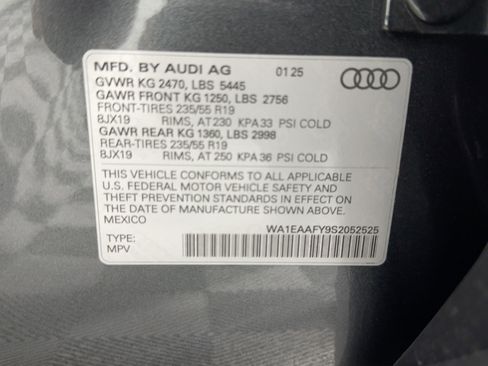 MFD. BY AUDI AG 01 25
GVWR KG 2470, LBS 5445
GAWR FRONT KG 1250, LBS 2756
FRONT-TIRES 235/55 R19
8JX19 RIMS, AT 230 KPA 33 PSI COLD
GAWR REAR KG 1360, LBS 2998
REAR-TIRES 235/55 R19
8JX19 RIMS, AT 250 KPA 36 PSI COLD
THIS VEHICLE CONFORMS TO ALL APPLICABLE
U.S. FEDERAL MOTOR VEHICLE SAFETY AND
THEFT PREVENTION STANDARDS IN EFFECT ON
THE DATE OF MANUFACTURE SHOWN ABOVE.
MEXICO
WA1EAAFY9S2052525
TYPE:
MPV